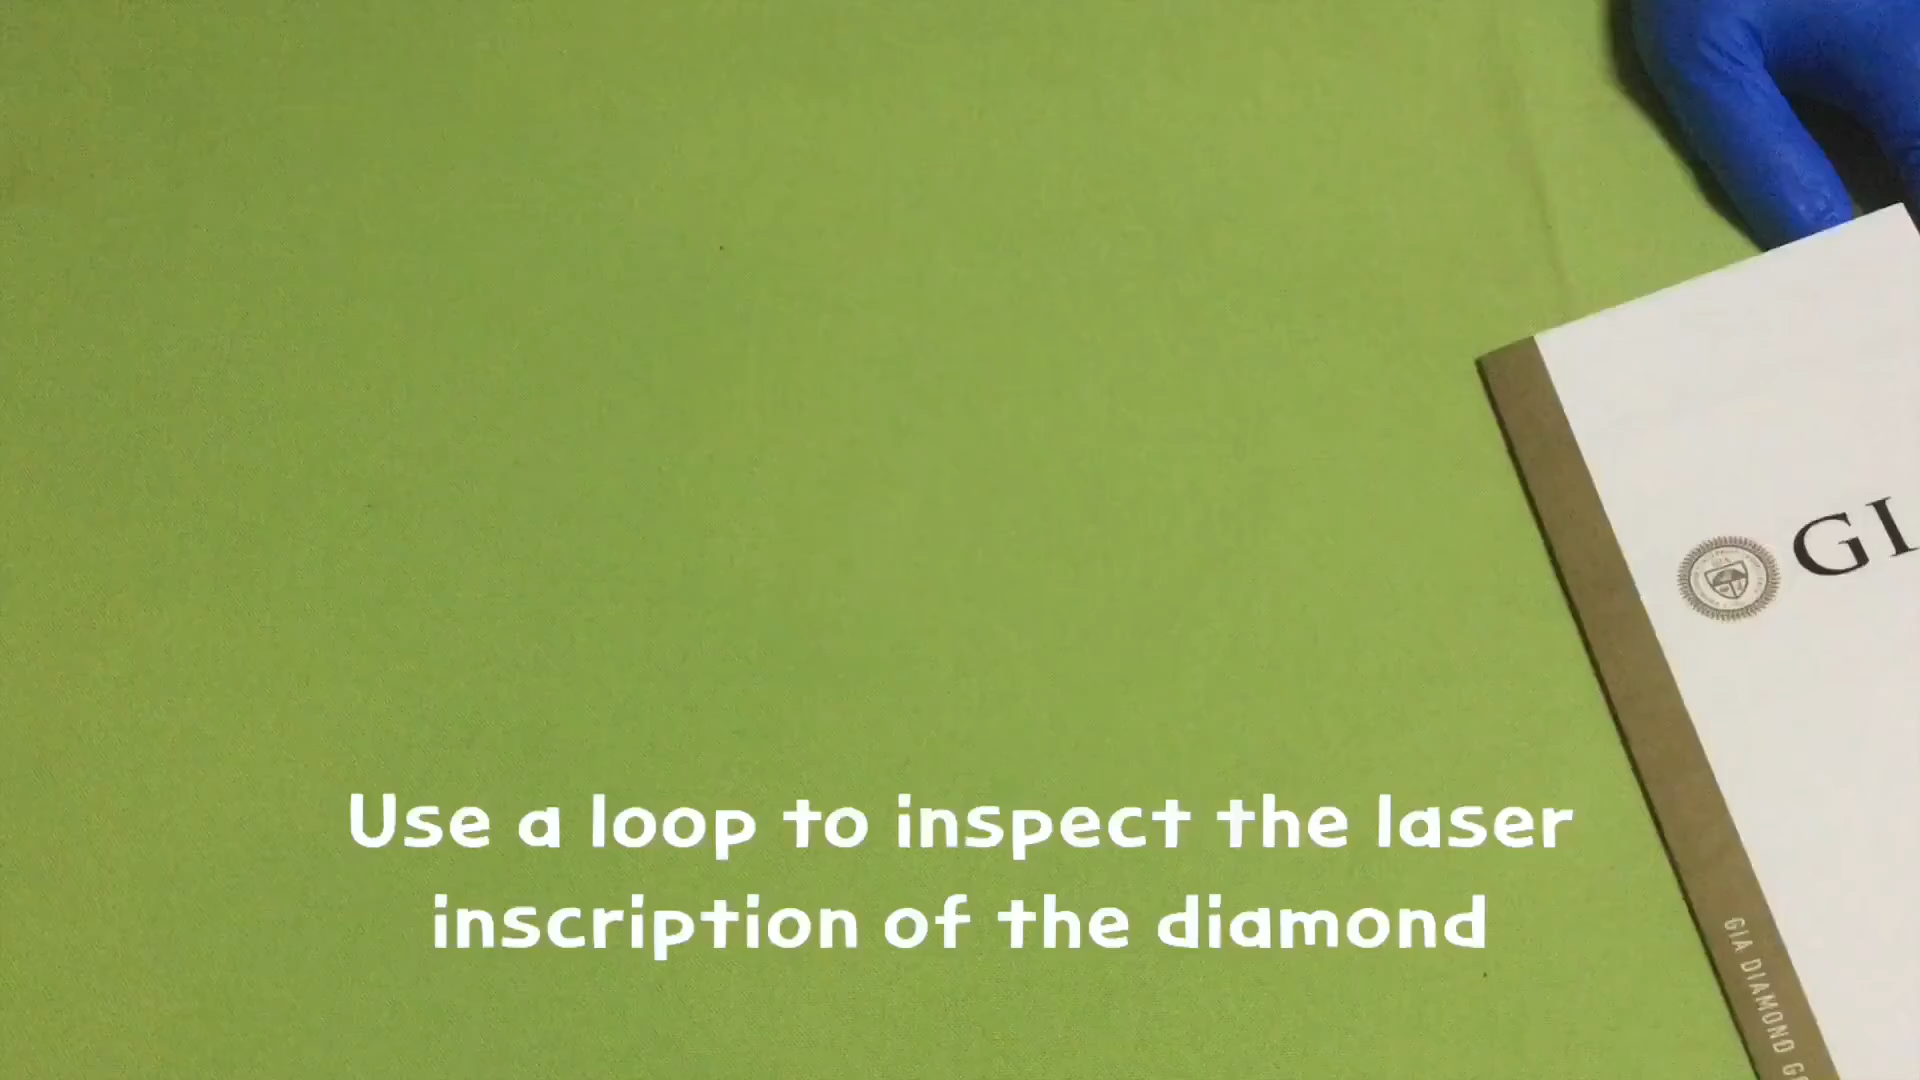 GI
Use a loop to inspect the laser
inscription of the diamond
GIA DIAMOND